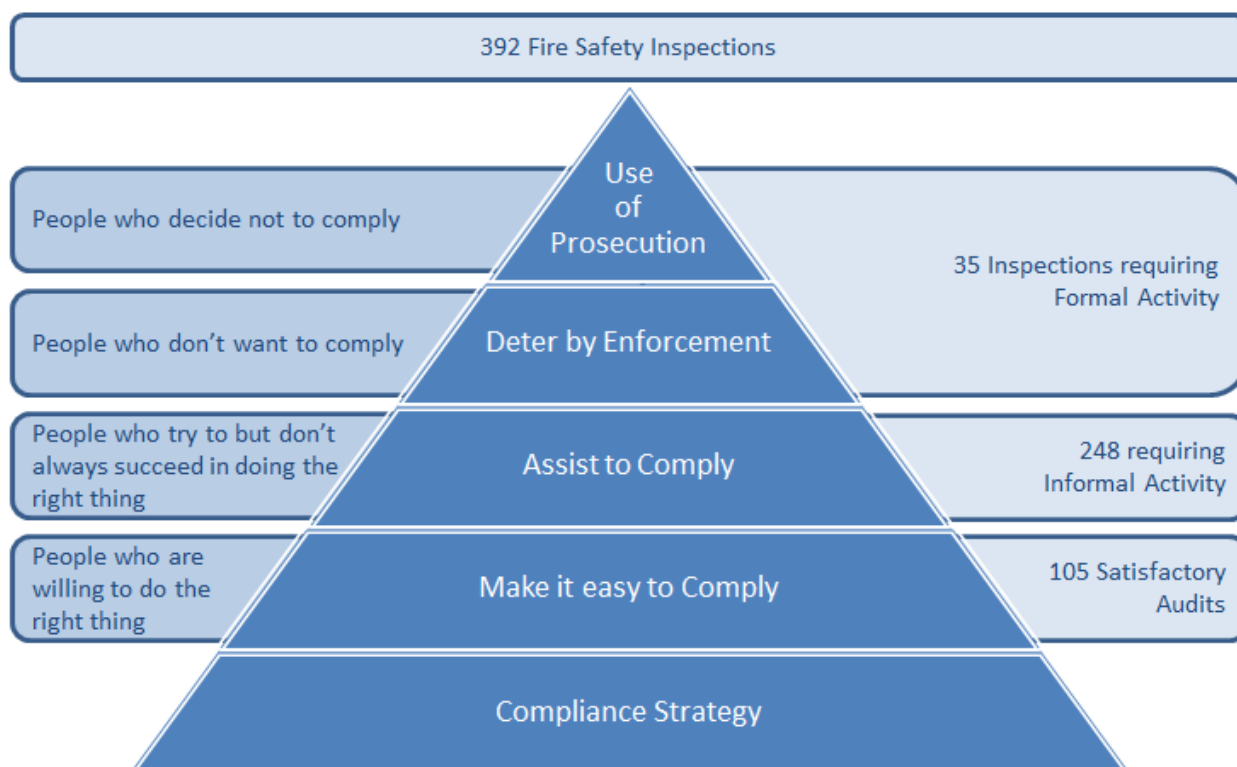 392 Fire Safety Inspections
People who decide not to comply
Use
of
Prosecution
35 Inspections requiring
Formal Activity
People who don't want to comply
Deter by Enforcement
People who try to but don't
always succeed in doing the
right thing
Assist to Comply
248 requiring
Informal Activity
People who are
willing to do the
right thing
Make it easy to Comply
105 Satisfactory
Audits
Compliance Strategy